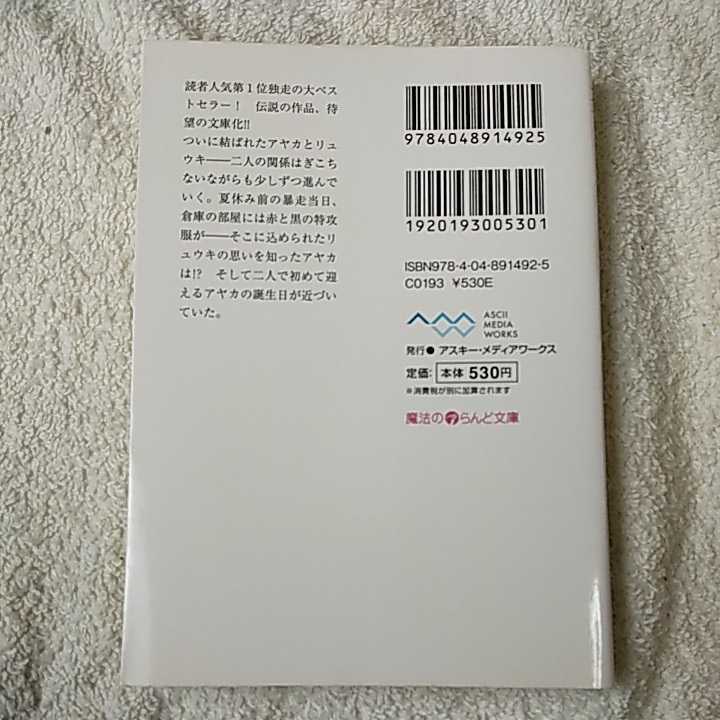 読者人気第1位独走の大ベス
トセラー！　伝説の作品、待
望の文庫化!!
ついに結ばれたアヤカとリュ
ウキ――二人の関係はぎこち
ないながらも少しずつ進んで
いく。夏休み前の暴走当日、
倉庫の部屋には赤と黒の特攻
服が――そこに込められたリ
ュウキの思いを知ったアヤカ
は!?　そして二人で初めて迎
えるアヤカの誕生日が近づい
ていた。
9784048914925
1920193005301
ISBN978-4-04-891492-5
C0193 ¥530E
ASCII
MEDIA
WORKS
発行●アスキー・メディアワークス
定価：本体530円
※消費税が別に加算されます
魔法のiらんど文庫